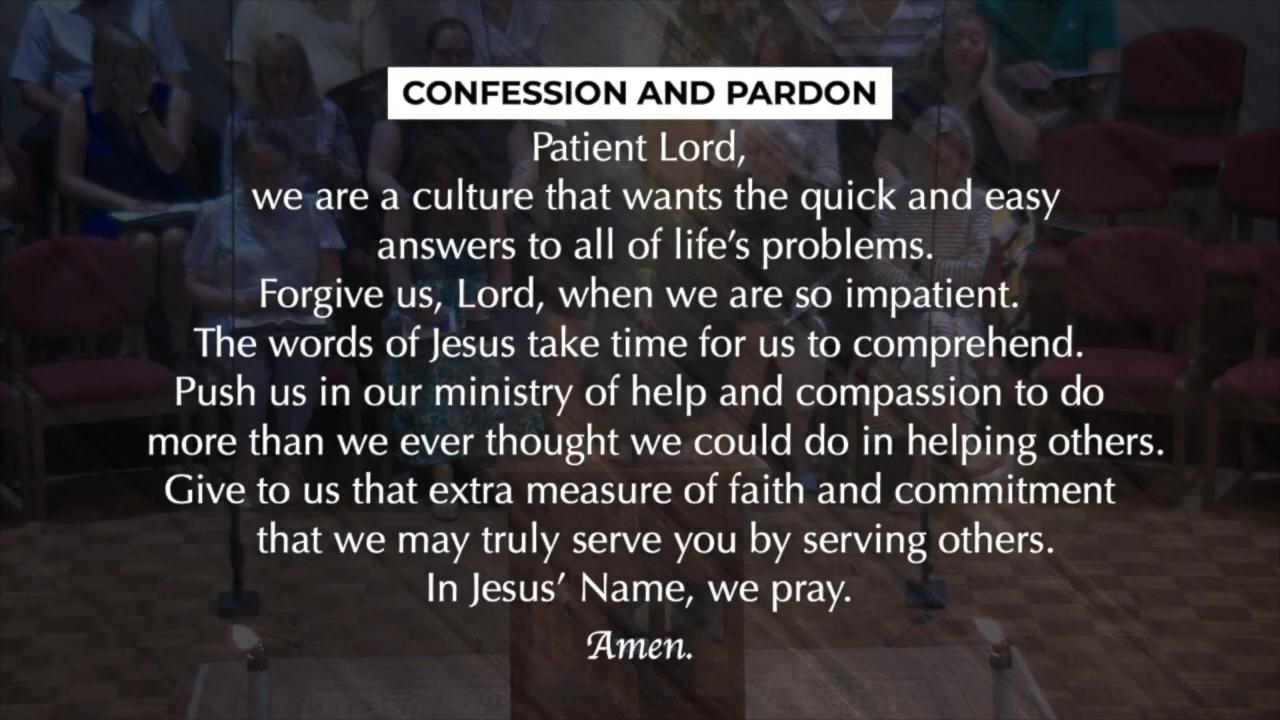 CONFESSION AND PARDON
Patient Lord,
we are a culture that wants the quick and easy
answers to all of life’s problems.
Forgive us, Lord, when we are so impatient.
The words of Jesus take time for us to comprehend.
Push us in our ministry of help and compassion to do
more than we ever thought we could do in helping others.
Give to us that extra measure of faith and commitment
that we may truly serve you by serving others.
In Jesus’ Name, we pray.
Amen.